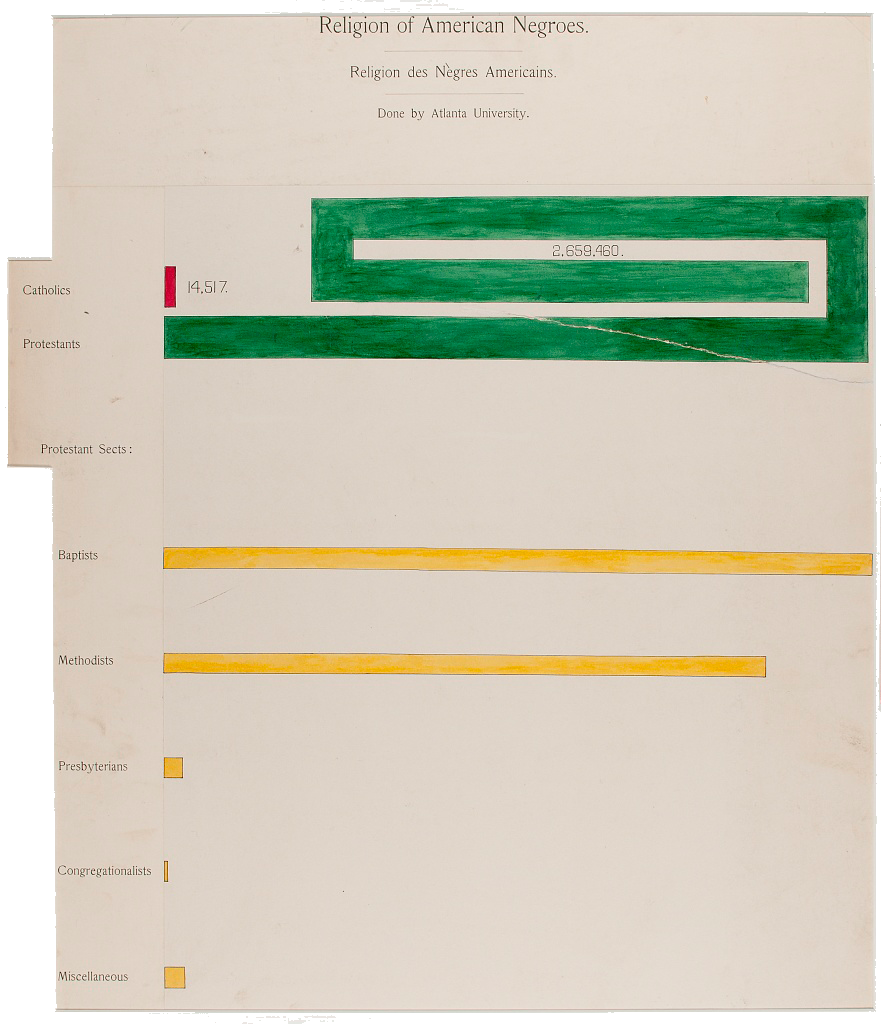 Religion of American Negroes.
Religion des Nègres Americains.
Done by Atlanta University.
2,659,460.
Catholics
14,517.
Protestants
Protestant Sects:
Baptists
Methodists
Presbyterians
Congregationalists
Miscellaneous